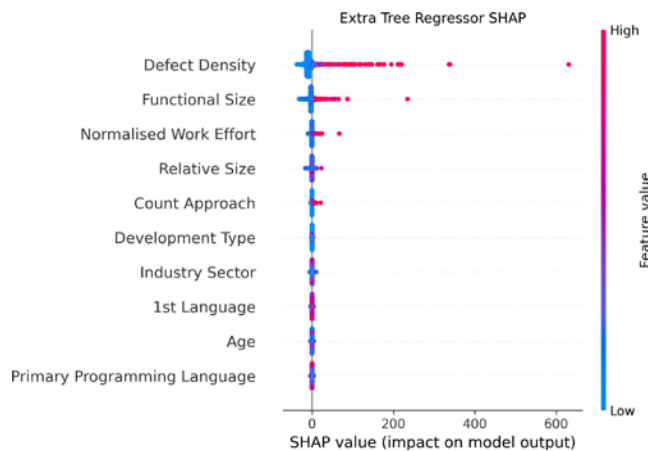 Extra Tree Regressor SHAP
High
Defect Density
Functional Size
Normalised Work Effort
Relative Size
Count Approach
Development Type
Industry Sector
1st Language
Age
Primary Programming Language
Feature value
Low
0 200 400 600
SHAP value (impact on model output)